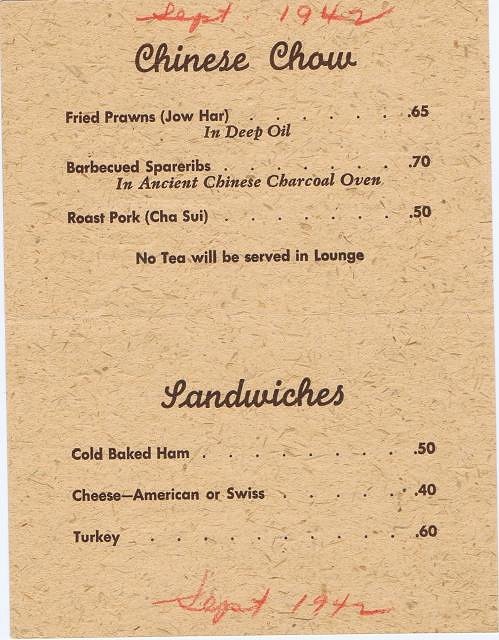 Sept. 1942
Chinese Chow
Fried Prawns (Jow Har) . . . . . . .65
In Deep Oil
Barbecued Spareribs . . . . . . . .70
In Ancient Chinese Charcoal Oven
Roast Pork (Cha Sui) . . . . . . . .50
No Tea will be served in Lounge
Sandwiches
Cold Baked Ham . . . . . . . . .50
Cheese—American or Swiss . . . . . .40
Turkey . . . . . . . . . . .60
Sept 1942